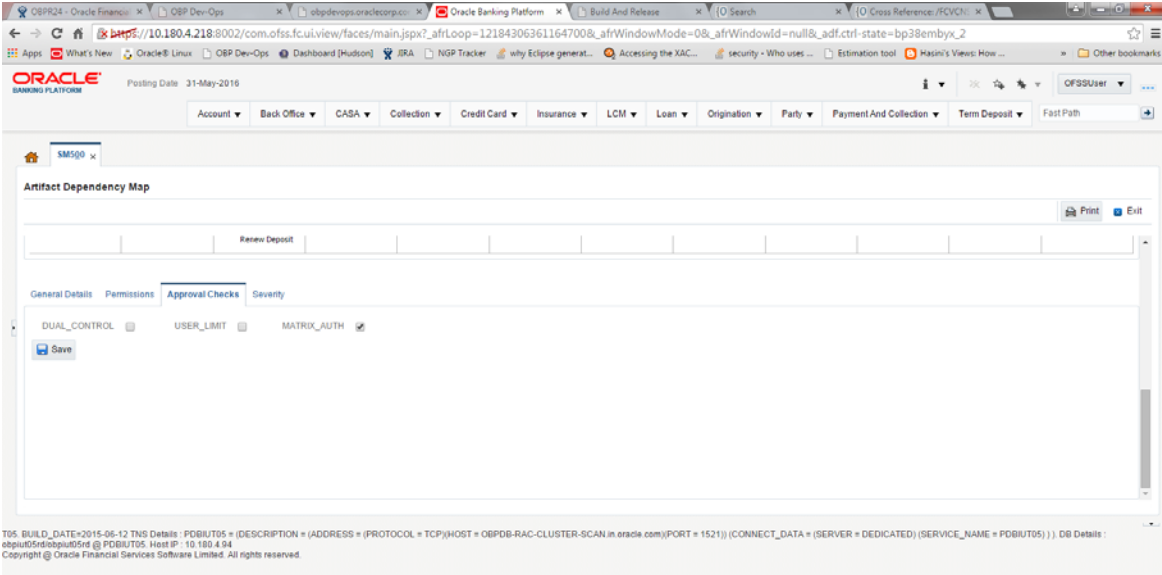 OBPR24 - Oracle Financia × OBP Dev-Ops × obpdevops.oraclecorp.co × Oracle Banking Platform × Build And Release × (O Search × (O Cross Reference: /FCVCN ×
https://10.180.4.218:8002/com.ofss.fc.ui.view/faces/main.jspx?_afrLoop=12184306361164700&_afrWindowMode=0&_afrWindowId=null&_adf.ctrl-state=bp38embyx_2
Apps What's New Oracle® Linux OBP Dev-Ops Dashboard [Hudson] JIRA NGP Tracker why Eclipse generat... Accessing the XAC... security - Who uses ... Estimation tool Hasini's Views: How ... » Other bookmarks
ORACLE'
BANKING PLATFORM
Posting Date 31-May-2016
OFSSUser
Account Back Office CASA Collection Credit Card Insurance LCM Loan Origination Party Payment And Collection Term Deposit Fast Path
SM500 ×
Artifact Dependency Map
Print Exit
Renew Deposit
General Details Permissions Approval Checks Severity
DUAL_CONTROL USER_LIMIT MATRIX_AUTH
Save
T05. BUILD_DATE=2015-06-12 TNS Details : PDBIUT05 = (DESCRIPTION = (ADDRESS = (PROTOCOL = TCP)(HOST = OBPDB-RAC-CLUSTER-SCAN.in.oracle.com)(PORT = 1521)) (CONNECT_DATA = (SERVER = DEDICATED) (SERVICE_NAME = PDBIUT05) ) ). DB Details :
obpiut05rd/obpiut05rd @ PDBIUT05. Host IP : 10.180.4.94
Copyright @ Oracle Financial Services Software Limited. All rights reserved.